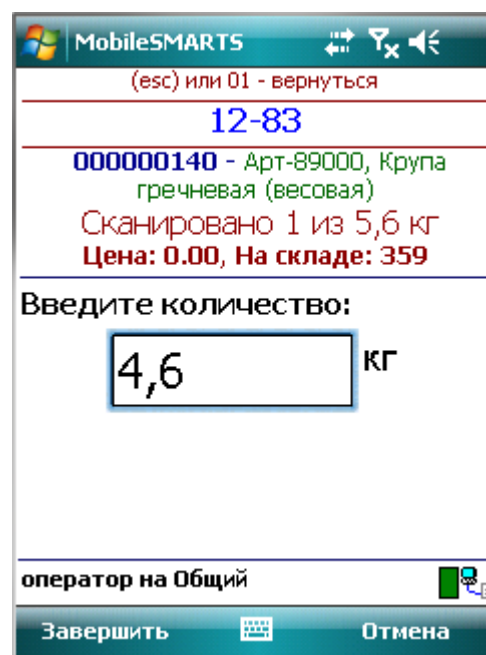 MobileSMARTS
(esc) или 01 - вернуться
12-83
000000140 - Арт-89000, Крупа
гречневая (весовая)
Сканировано 1 из 5,6 кг
Цена: 0.00, На складе: 359
Введите количество:
4,6 кг
оператор на Общий
Завершить Отмена